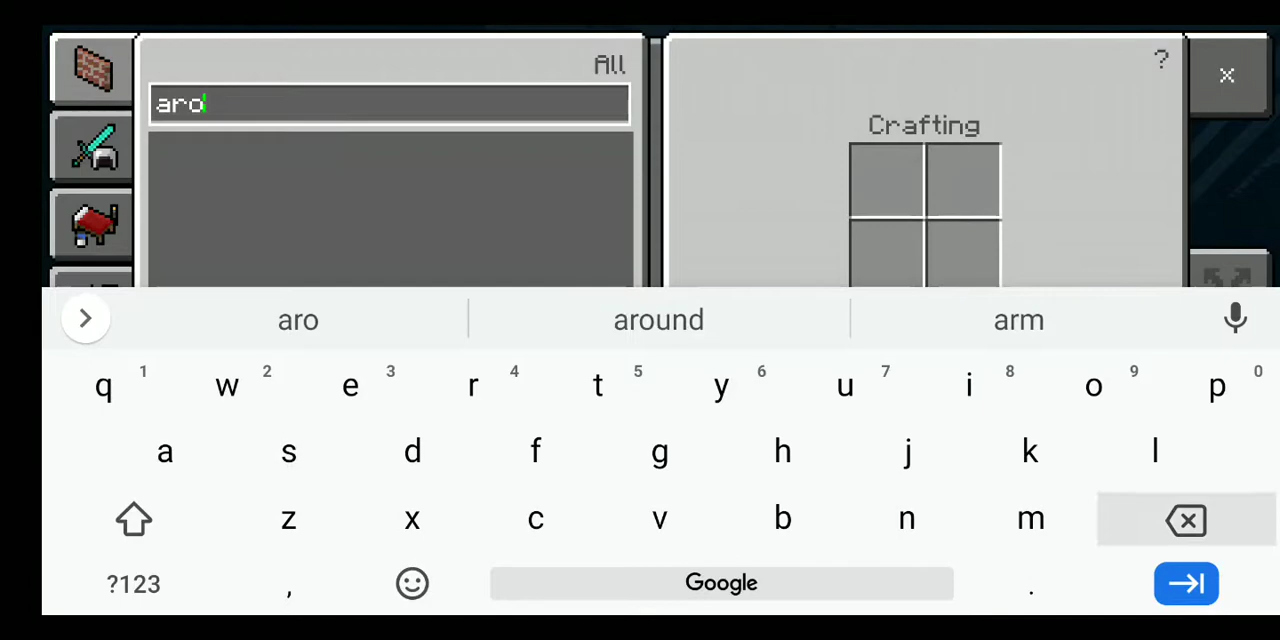 All
aro
?
Crafting
aro around arm
q 1 w 2 e 3 r 4 t 5 y 6 u 7 i 8 o 9 p 0
a s d f g h j k l
z x c v b n m
?123 , Google .